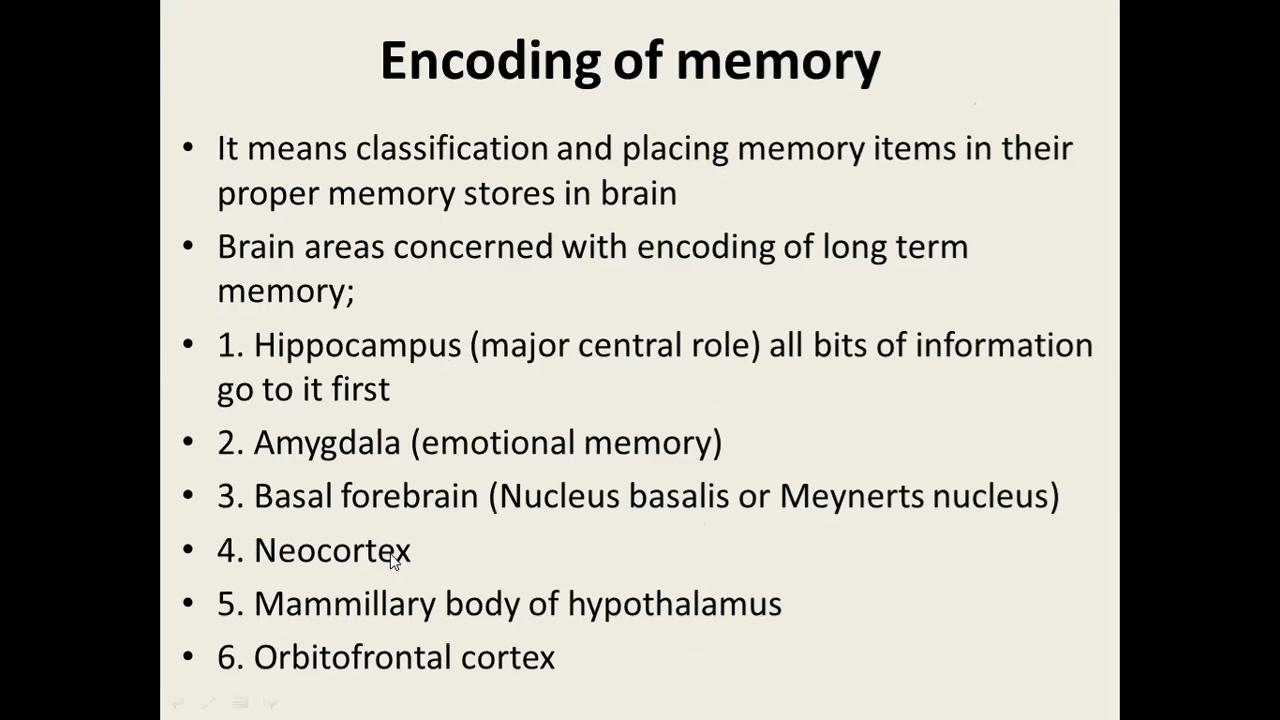 Encoding of memory
• It means classification and placing memory items in their
proper memory stores in brain
• Brain areas concerned with encoding of long term
memory;
• 1. Hippocampus (major central role) all bits of information
go to it first
• 2. Amygdala (emotional memory)
• 3. Basal forebrain (Nucleus basalis or Meynerts nucleus)
• 4. Neocortex
• 5. Mammillary body of hypothalamus
• 6. Orbitofrontal cortex